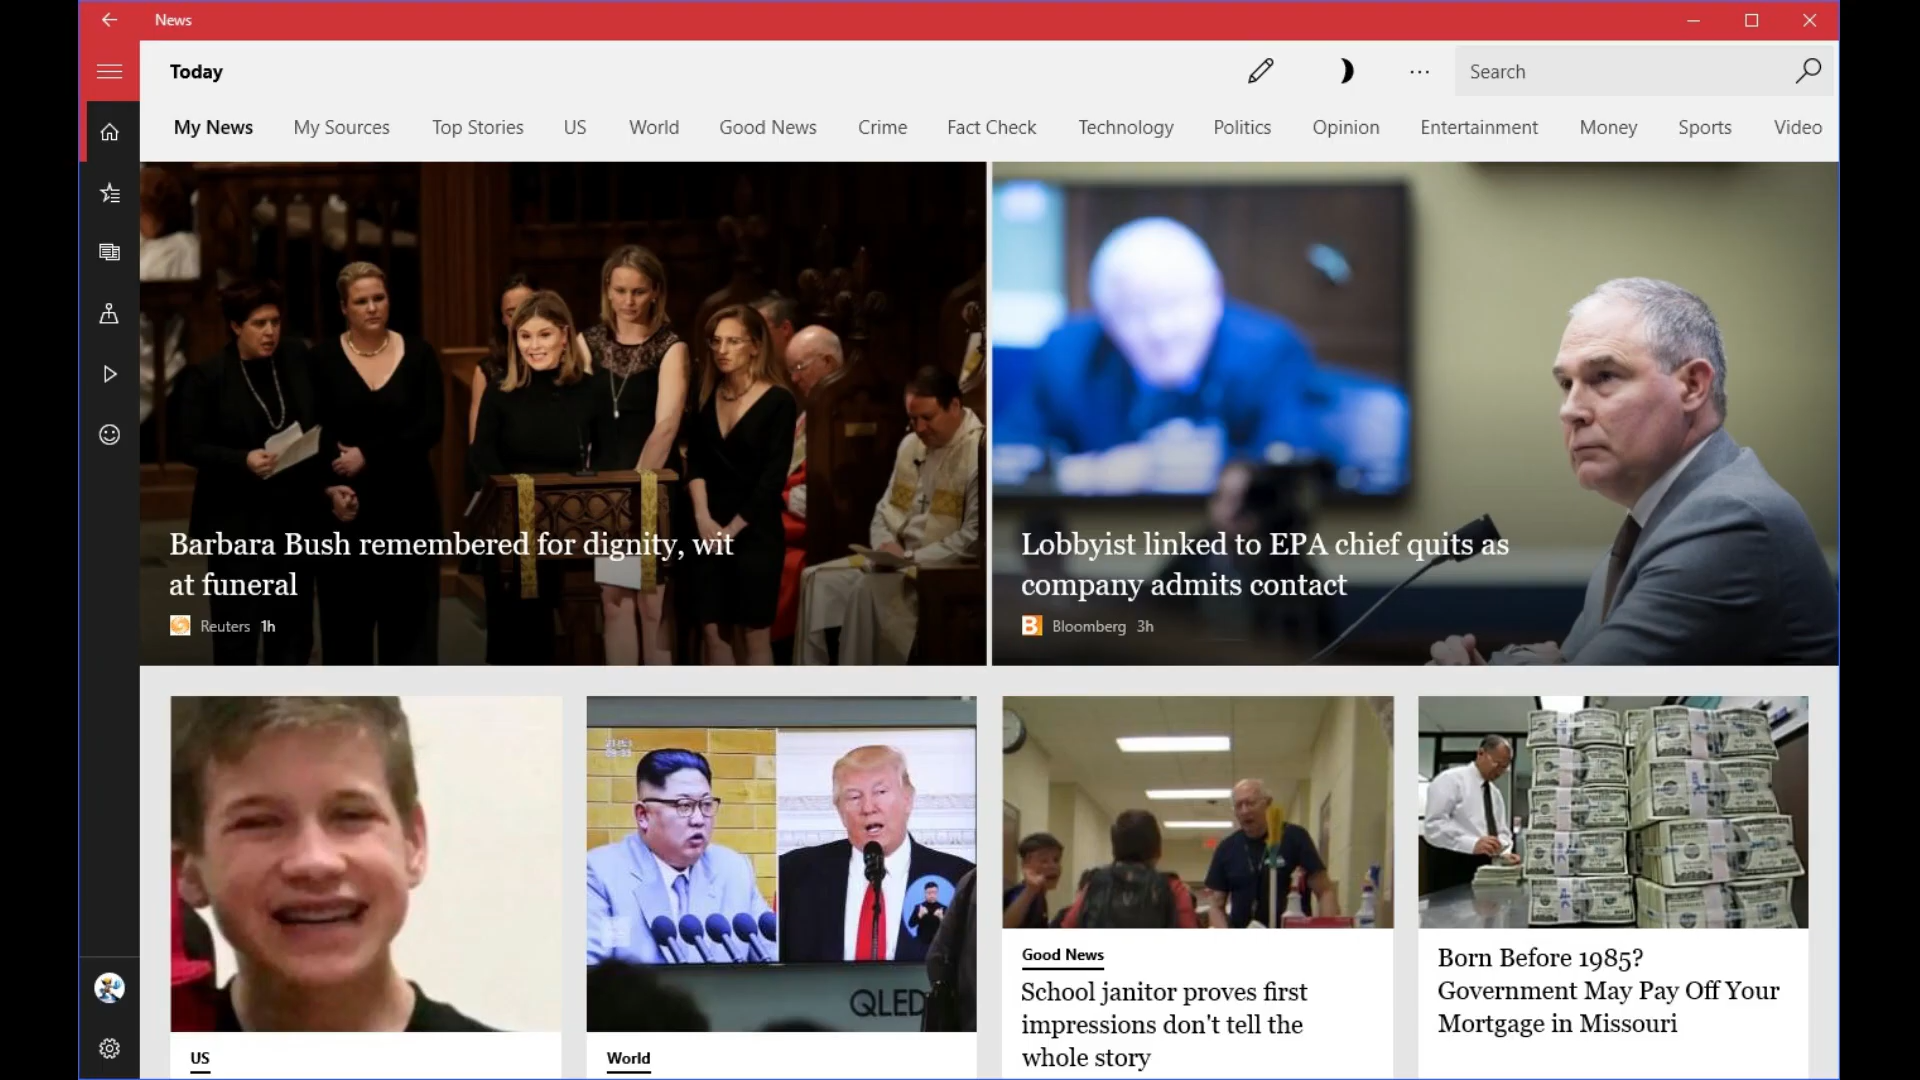 News
Today
Search
My News
My Sources
Top Stories
US
World
Good News
Crime
Fact Check
Technology
Politics
Opinion
Entertainment
Money
Sports
Video
Barbara Bush remembered for dignity, wit
at funeral
Reuters 1h
Lobbyist linked to EPA chief quits as
company admits contact
B Bloomberg 3h
QLED
US
World
Good News
School janitor proves first
impressions don't tell the
whole story
Born Before 1985?
Government May Pay Off Your
Mortgage in Missouri